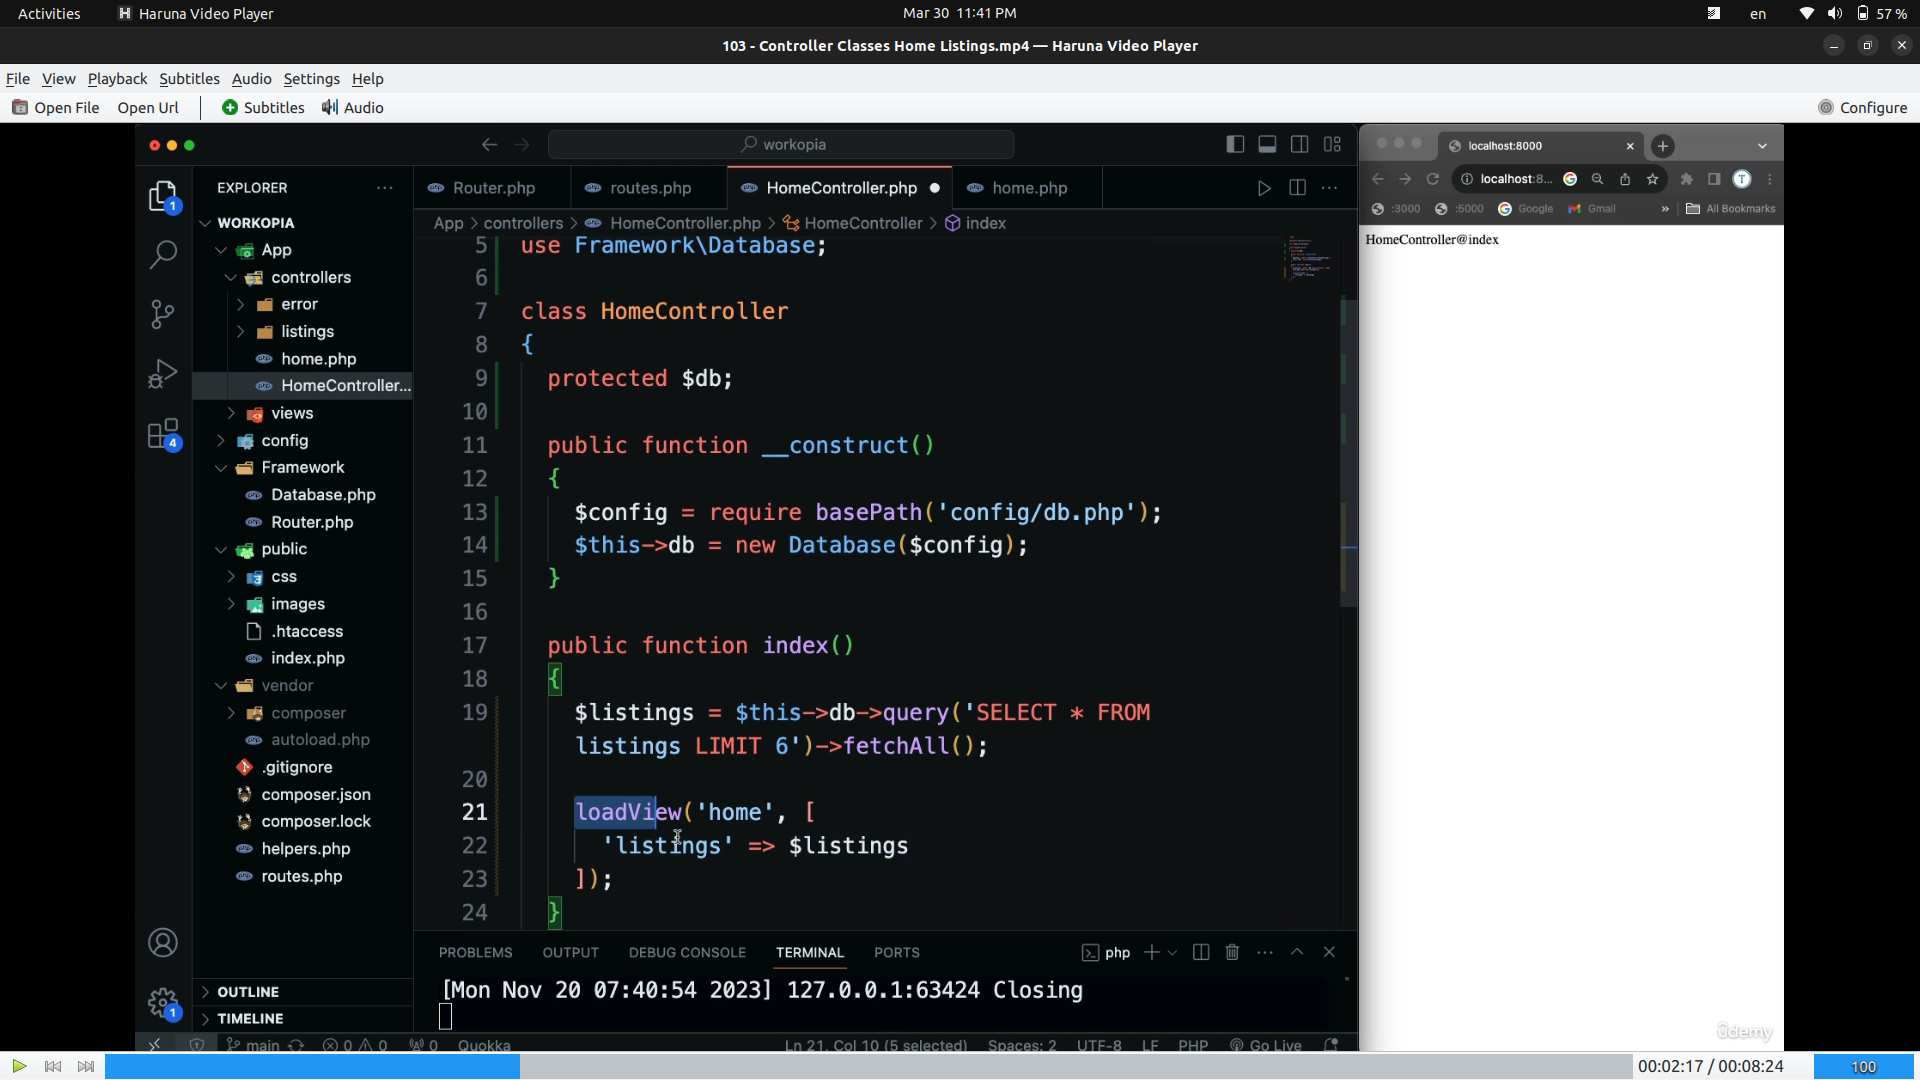 Activities
Haruna Video Player
Mar 30 11:41 PM
en
57 %
103 - Controller Classes Home Listings.mp4 — Haruna Video Player
File View Playback Subtitles Audio Settings Help
Open File Open Url Subtitles Audio
Configure
workopia
localhost:8000
EXPLORER
Router.php
routes.php
HomeController.php
home.php
localhost:8...
T
:3000
:5000
Google
Gmail
»
All Bookmarks
App > controllers > HomeController.php > HomeController > index
HomeController@index
WORKOPIA
App
controllers
error
listings
home.php
HomeController...
views
config
Framework
Database.php
Router.php
public
css
images
.htaccess
index.php
vendor
composer
autoload.php
.gitignore
composer.json
composer.lock
helpers.php
routes.php
OUTLINE
TIMELINE
1
4
1
5 use Framework\Database;
6
7 class HomeController
8 {
9 protected $db;
10
11 public function __construct()
12 {
13 $config = require basePath('config/db.php');
14 $this->db = new Database($config);
15 }
16
17 public function index()
18 {
19 $listings = $this->db->query('SELECT * FROM
listings LIMIT 6')->fetchAll();
20
21 loadView('home', [
22 'listings' => $listings
23 ]);
24 }
PROBLEMS OUTPUT DEBUG CONSOLE TERMINAL PORTS
php
[Mon Nov 20 07:40:54 2023] 127.0.0.1:63424 Closing
main 0 0 0 Quokka
Ln 21, Col 10 (5 selected) Spaces: 2 UTF-8 LF PHP Go Live
ûdemy
00:02:17 / 00:08:24
100